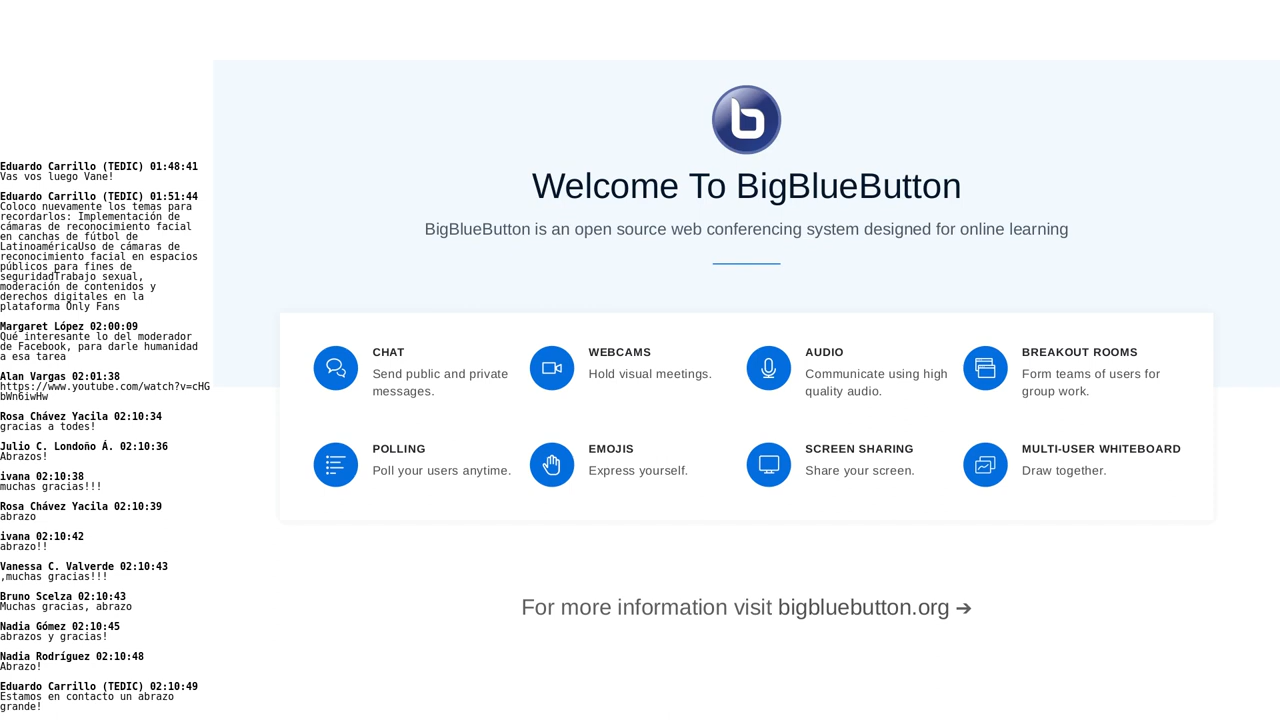 Eduardo Carrillo (TEDIC) 01:48:41
Vas vos luego Vane!
Eduardo Carrillo (TEDIC) 01:51:44
Coloco nuevamente los temas para
recordarlos: Implementación de
cámaras de reconocimiento facial
en canchas de fútbol de
LatinoaméricaUso de cámaras de
reconocimiento facial en espacios
públicos para fines de
seguridadTrabajo sexual,
moderación de contenidos y
derechos digitales en la
plataforma Only Fans
Margaret López 02:00:09
Qué interesante lo del moderador
de Facebook, para darle humanidad
a esa tarea
Alan Vargas 02:01:38
https://www.youtube.com/watch?v=cHG
bWn6iwHw
Rosa Chávez Yacila 02:10:34
gracias a todes!
Julio C. Londoño Á. 02:10:36
Abrazos!
ivana 02:10:38
muchas gracias!!!
Rosa Chávez Yacila 02:10:39
abrazo
ivana 02:10:42
abrazo!!
Vanessa C. Valverde 02:10:43
,muchas gracias!!!
Bruno Scelza 02:10:43
Muchas gracias, abrazo
Nadia Gómez 02:10:45
abrazos y gracias!
Nadia Rodríguez 02:10:48
Abrazo!
Eduardo Carrillo (TEDIC) 02:10:49
Estamos en contacto un abrazo
grande!
Welcome To BigBlueButton
BigBlueButton is an open source web conferencing system designed for online learning
CHAT
Send public and private
messages.
WEBCAMS
Hold visual meetings.
AUDIO
Communicate using high
quality audio.
BREAKOUT ROOMS
Form teams of users for
group work.
POLLING
Poll your users anytime.
EMOJIS
Express yourself.
SCREEN SHARING
Share your screen.
MULTI-USER WHITEBOARD
Draw together.
For more information visit bigbluebutton.org ➔